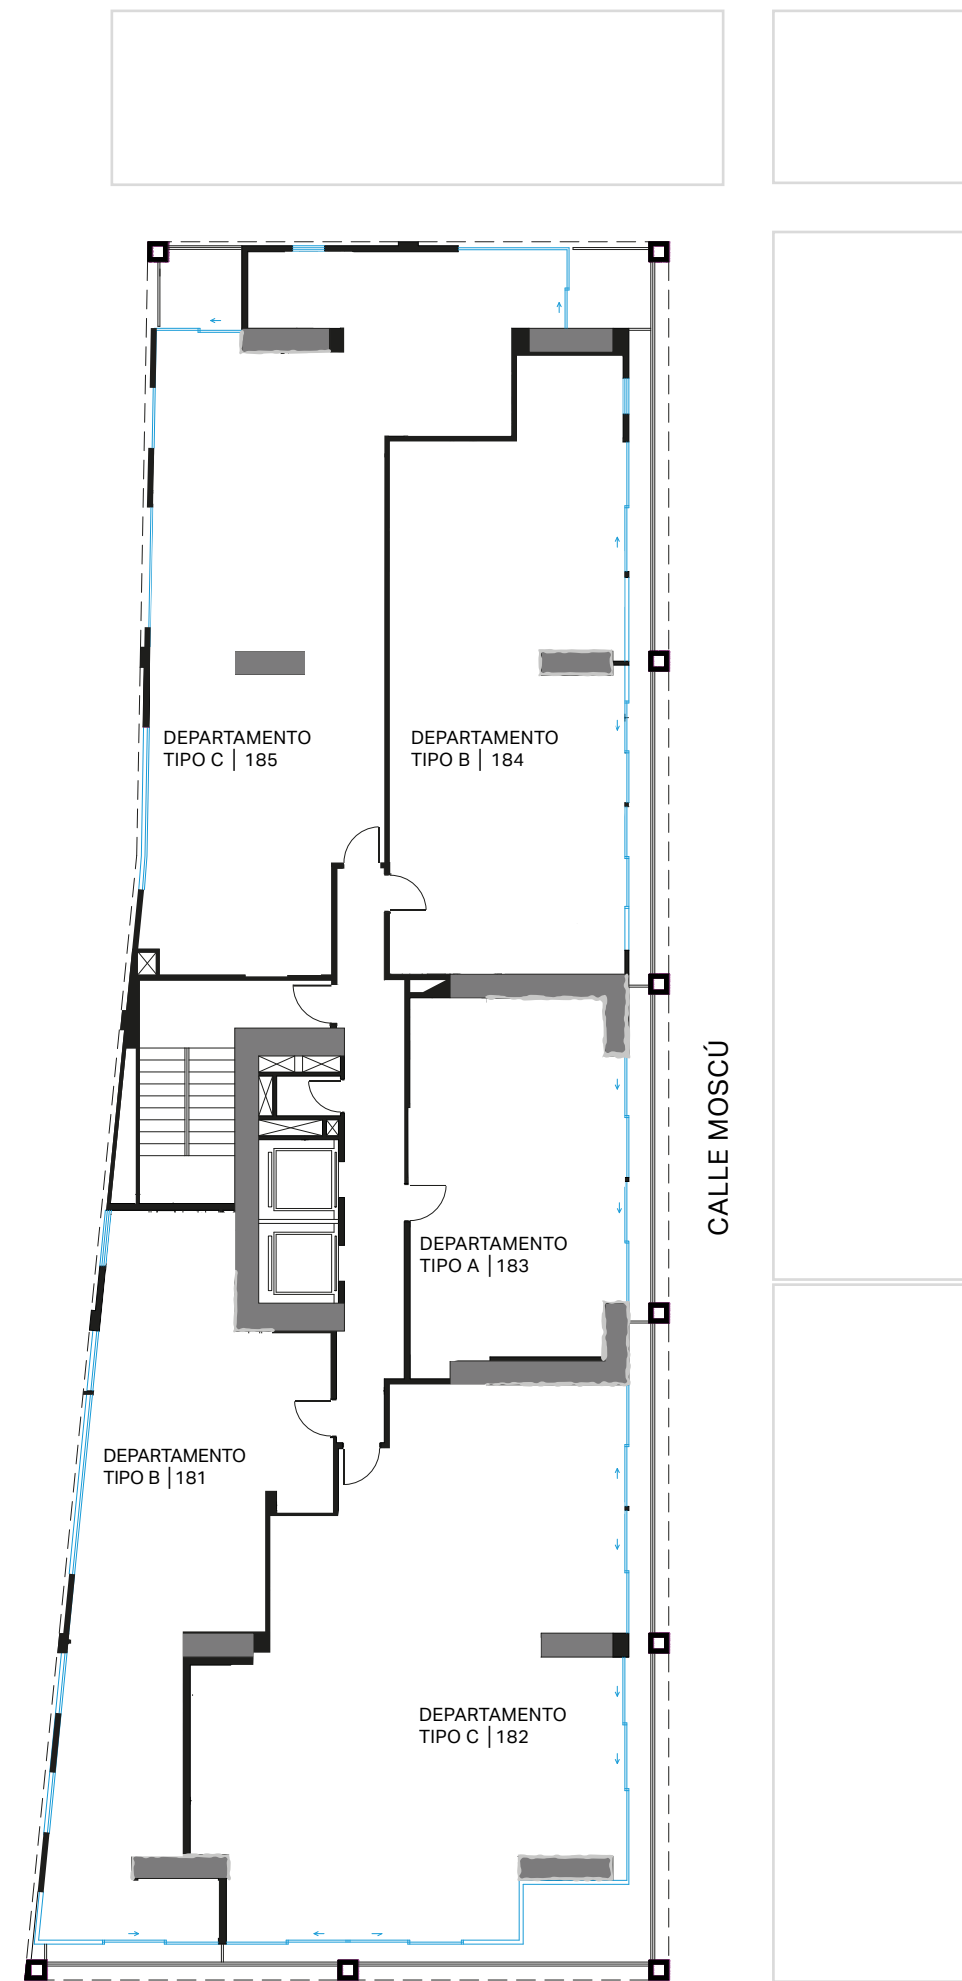 DEPARTAMENTO
TIPO C | 185
DEPARTAMENTO
TIPO B | 184
CALLE MOSCÚ
DEPARTAMENTO
TIPO A | 183
DEPARTAMENTO
TIPO B | 181
DEPARTAMENTO
TIPO C | 182